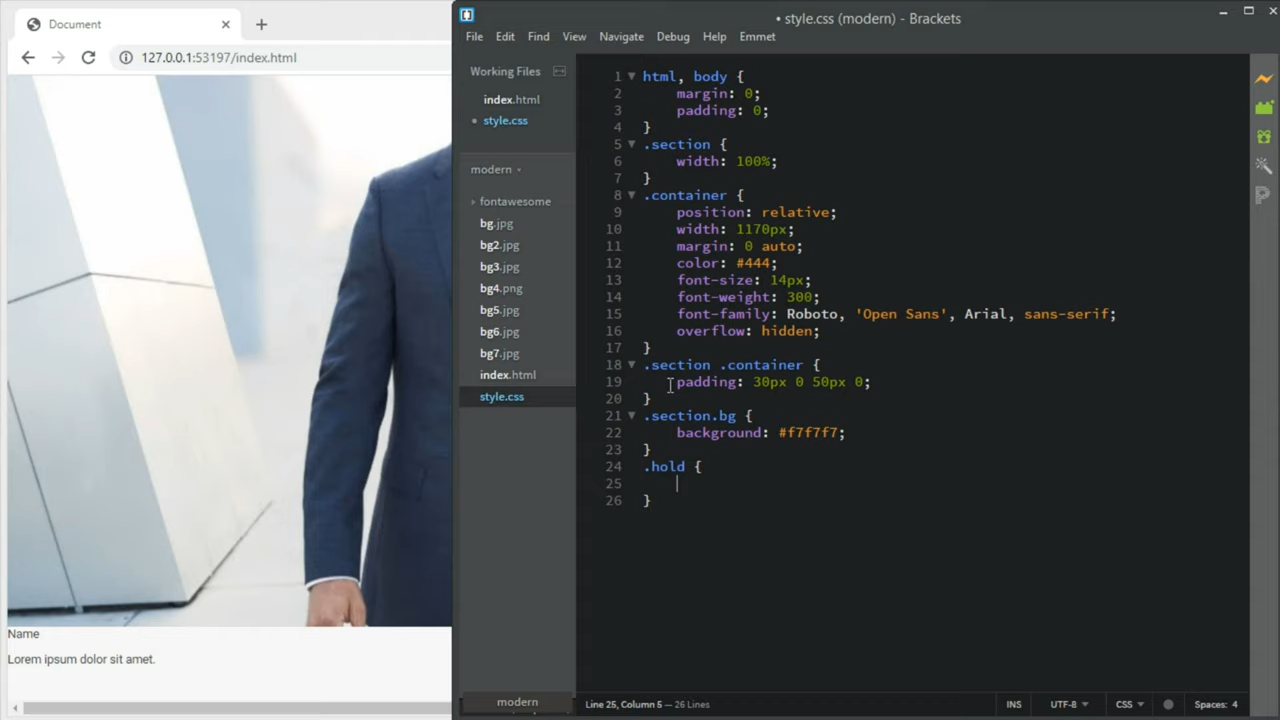 Document
127.0.0.1:53197/index.html
Name
Lorem ipsum dolor sit amet.
• style.css (modern) - Brackets
File Edit Find View Navigate Debug Help Emmet
Working Files
index.html
style.css
modern
fontawesome
bg.jpg
bg2.jpg
bg3.jpg
bg4.png
bg5.jpg
bg6.jpg
bg7.jpg
index.html
style.css
modern
1 html, body {
2 margin: 0;
3 padding: 0;
4 }
5 .section {
6 width: 100%;
7 }
8 .container {
9 position: relative;
10 width: 1170px;
11 margin: 0 auto;
12 color: #444;
13 font-size: 14px;
14 font-weight: 300;
15 font-family: Roboto, 'Open Sans', Arial, sans-serif;
16 overflow: hidden;
17 }
18 .section .container {
19 padding: 30px 0 50px 0;
20 }
21 .section.bg {
22 background: #f7f7f7;
23 }
24 .hold {
25
26 }
Line 25, Column 5 — 26 Lines
INS UTF-8 CSS Spaces: 4